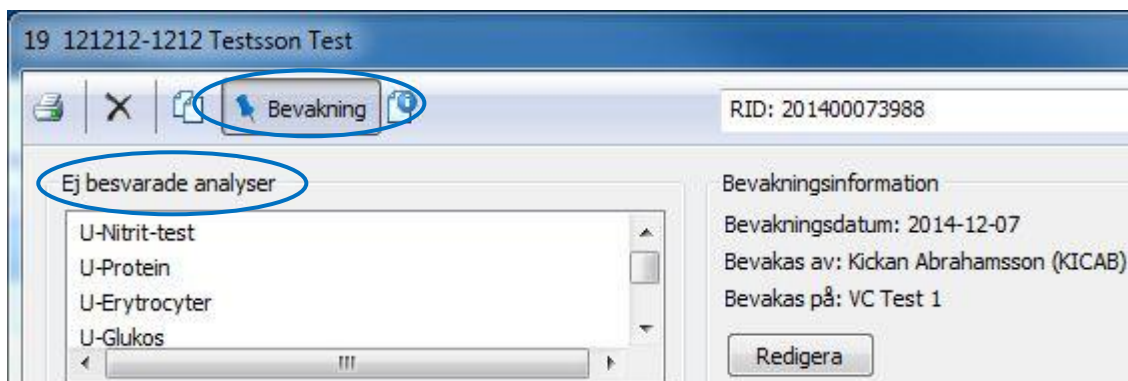 19 121212-1212 Testsson Test
Bevakning
RID: 201400073988
Ej besvarade analyser
U-Nitrit-test
U-Protein
U-Erytrocyter
U-Glukos
Bevakningsinformation
Bevakningsdatum: 2014-12-07
Bevakas av: Kickan Abrahamsson (KICAB)
Bevakas på: VC Test 1
Redigera